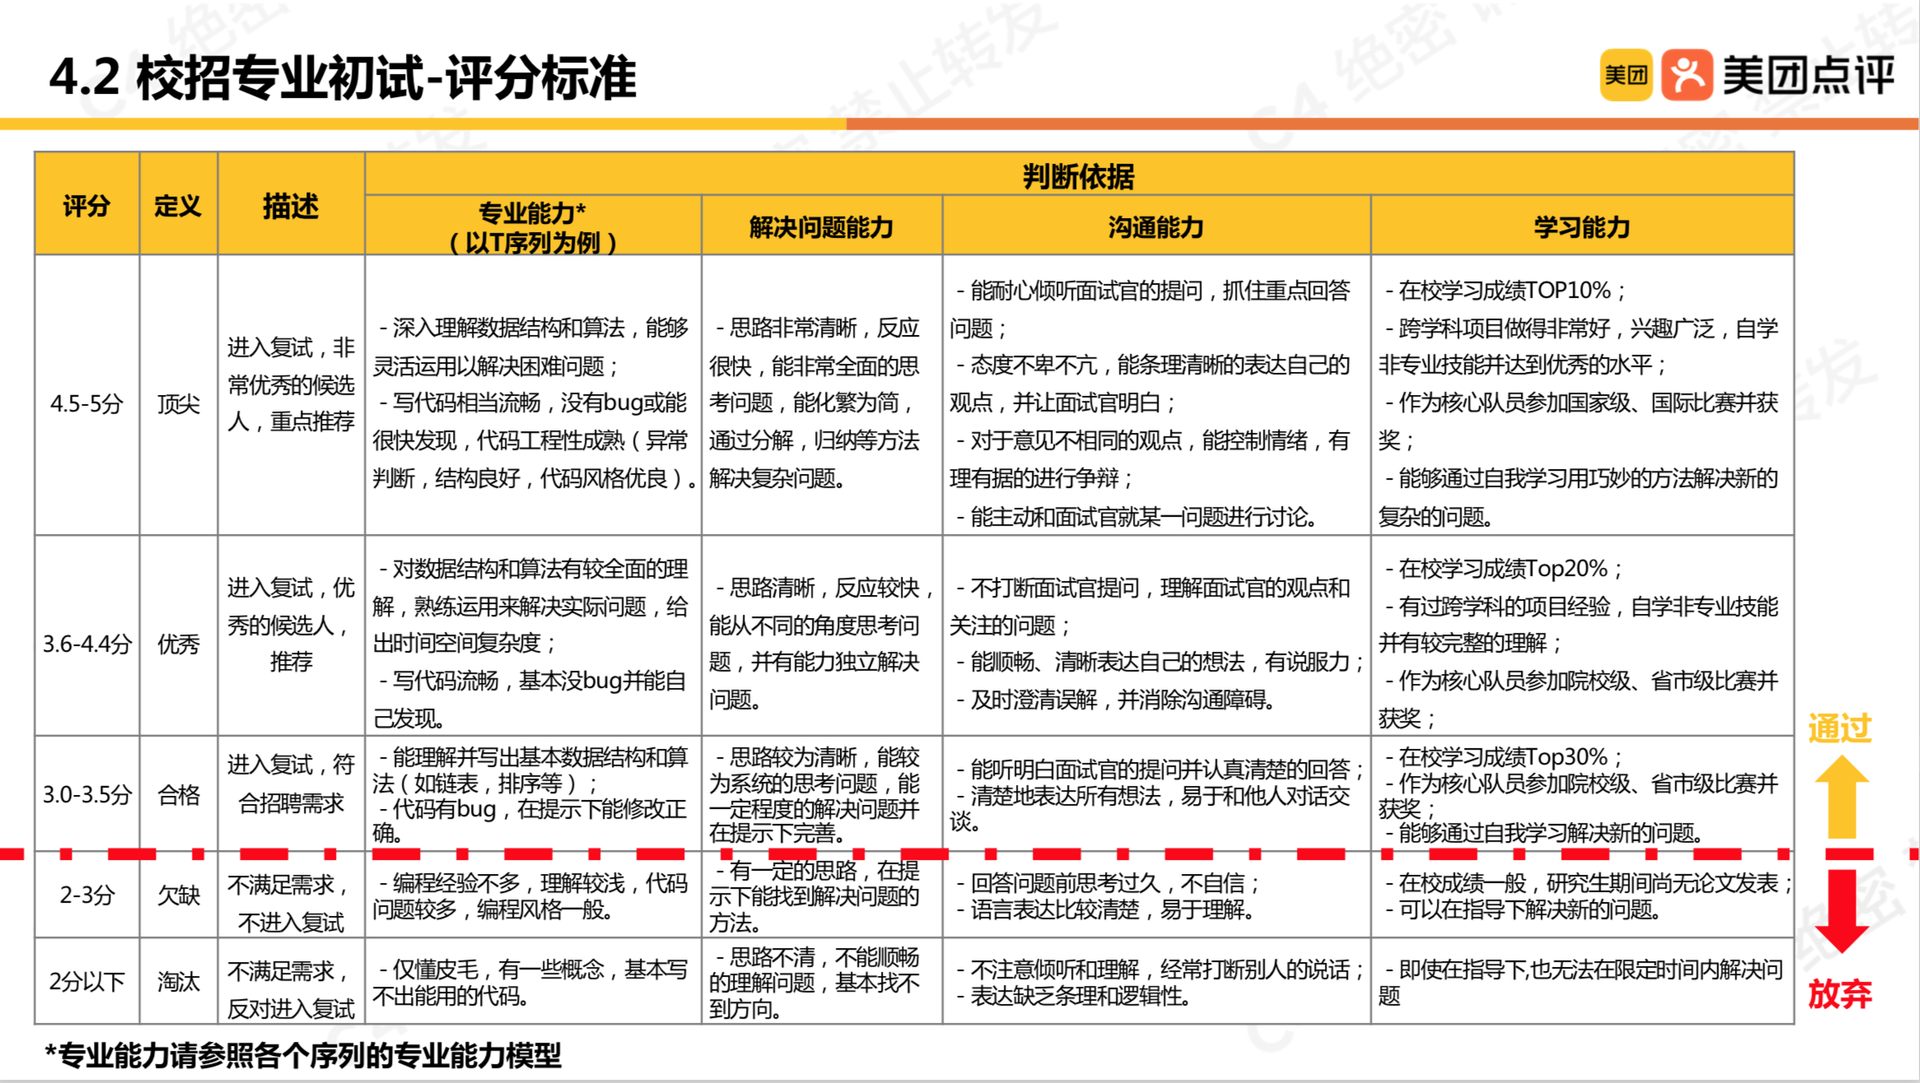 4.2 校招专业初试-评分标准
美团 美团点评
评分
定义
描述
判断依据
专业能力*
（以T序列为例）
解决问题能力
沟通能力
学习能力
4.5-5分
顶尖
进入复试，非
常优秀的候选
人，重点推荐
- 深入理解数据结构和算法，能够
灵活运用以解决困难问题；
- 写代码相当流畅，没有bug或能
很快发现，代码工程性成熟（异常
判断，结构良好，代码风格优良）。
- 思路非常清晰，反应
很快，能非常全面的思
考问题，能化繁为简，
通过分解，归纳等方法
解决复杂问题。
- 能耐心倾听面试官的提问，抓住重点回答
问题；
- 态度不卑不亢，能条理清晰的表达自己的
观点，并让面试官明白；
- 对于意见不相同的观点，能控制情绪，有
理有据的进行争辩；
- 能主动和面试官就某一问题进行讨论。
- 在校学习成绩TOP10%；
- 跨学科项目做得非常好，兴趣广泛，自学
非专业技能并达到优秀的水平；
- 作为核心队员参加国家级、国际比赛并获
奖；
- 能够通过自我学习用巧妙的方法解决新的
复杂的问题。
3.6-4.4分
优秀
进入复试，优
秀的候选人，
推荐
- 对数据结构和算法有较全面的理
解，熟练运用来解决实际问题，给
出时间空间复杂度；
- 写代码流畅，基本没bug并能自
己发现。
- 思路清晰，反应较快，
能从不同的角度思考问
题，并有能力独立解决
问题。
- 不打断面试官提问，理解面试官的观点和
关注的问题；
- 能顺畅、清晰表达自己的想法，有说服力；
- 及时澄清误解，并消除沟通障碍。
- 在校学习成绩Top20%；
- 有过跨学科的项目经验，自学非专业技能
并有较完整的理解；
- 作为核心队员参加院校级、省市级比赛并
获奖；
3.0-3.5分
合格
进入复试，符
合招聘需求
- 能理解并写出基本数据结构和算
法（如链表，排序等）；
- 代码有bug，在提示下能修改正
确。
- 思路较为清晰，能较
为系统的思考问题，能
一定程度的解决问题并
在提示下完善。
- 能听明白面试官的提问并认真清楚的回答；
- 清楚地表达所有想法，易于和他人对话交
谈。
- 在校学习成绩Top30%；
- 作为核心队员参加院校级、省市级比赛并
获奖；
- 能够通过自我学习解决新的问题。
通过
2-3分
欠缺
不满足需求，
不进入复试
- 编程经验不多，理解较浅，代码
问题较多，编程风格一般。
- 有一定的思路，在提
示下能找到解决问题的
方法。
- 回答问题前思考过久，不自信；
- 语言表达比较清楚，易于理解。
- 在校成绩一般，研究生期间尚无论文发表；
- 可以在指导下解决新的问题。
2分以下
淘汰
不满足需求，
反对进入复试
- 仅懂皮毛，有一些概念，基本写
不出能用的代码。
- 思路不清，不能顺畅
的理解问题，基本找不
到方向。
- 不注意倾听和理解，经常打断别人的说话；
- 表达缺乏条理和逻辑性。
- 即使在指导下,也无法在限定时间内解决问
题
放弃
*专业能力请参照各个序列的专业能力模型
C4 绝密 禁止转发